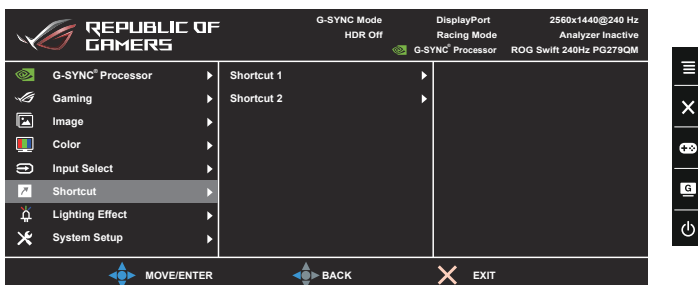 REPUBLIC OF
GAMERS
G-SYNC Mode
HDR Off
DisplayPort
Racing Mode
G-SYNC® Processor
2560x1440@240 Hz
Analyzer Inactive
ROG Swift 240Hz PG279QM
G-SYNC® Processor
Gaming
Image
Color
Input Select
Shortcut
Lighting Effect
System Setup
Shortcut 1
Shortcut 2
MOVE/ENTER
BACK
EXIT
G